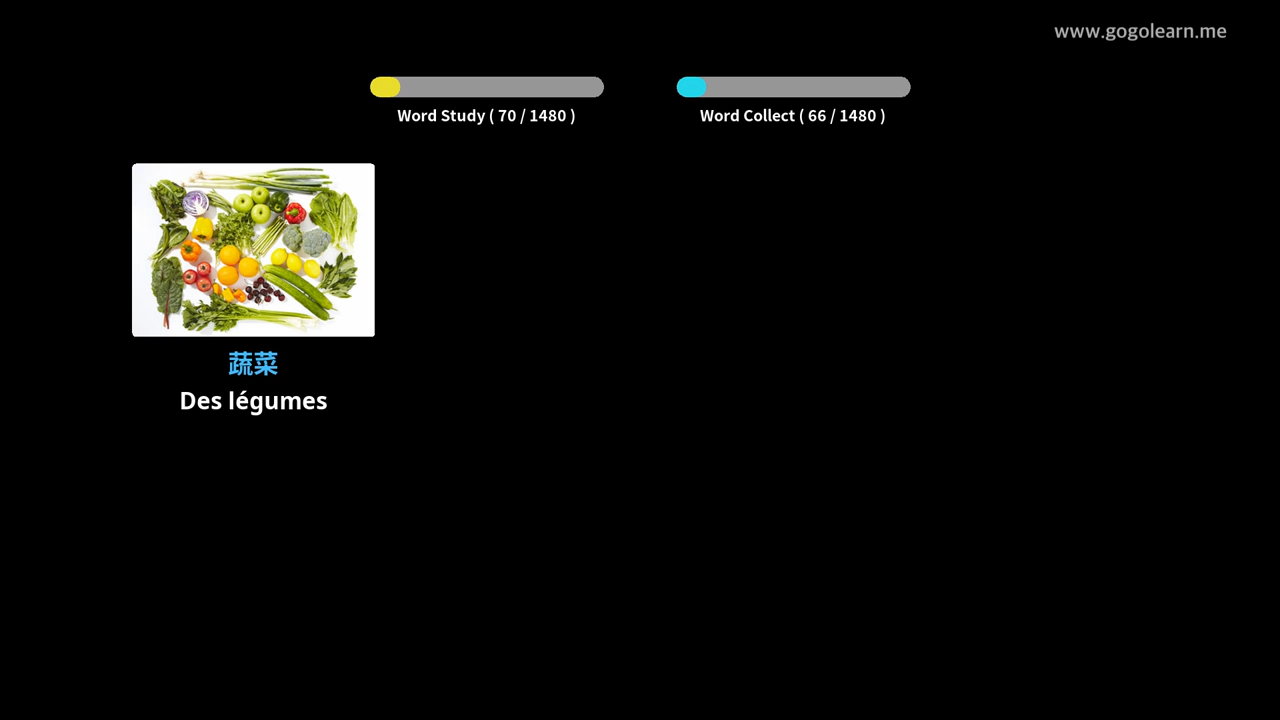 www.gogolearn.me
Word Study ( 70 / 1480 )
Word Collect ( 66 / 1480 )
蔬菜
Des légumes